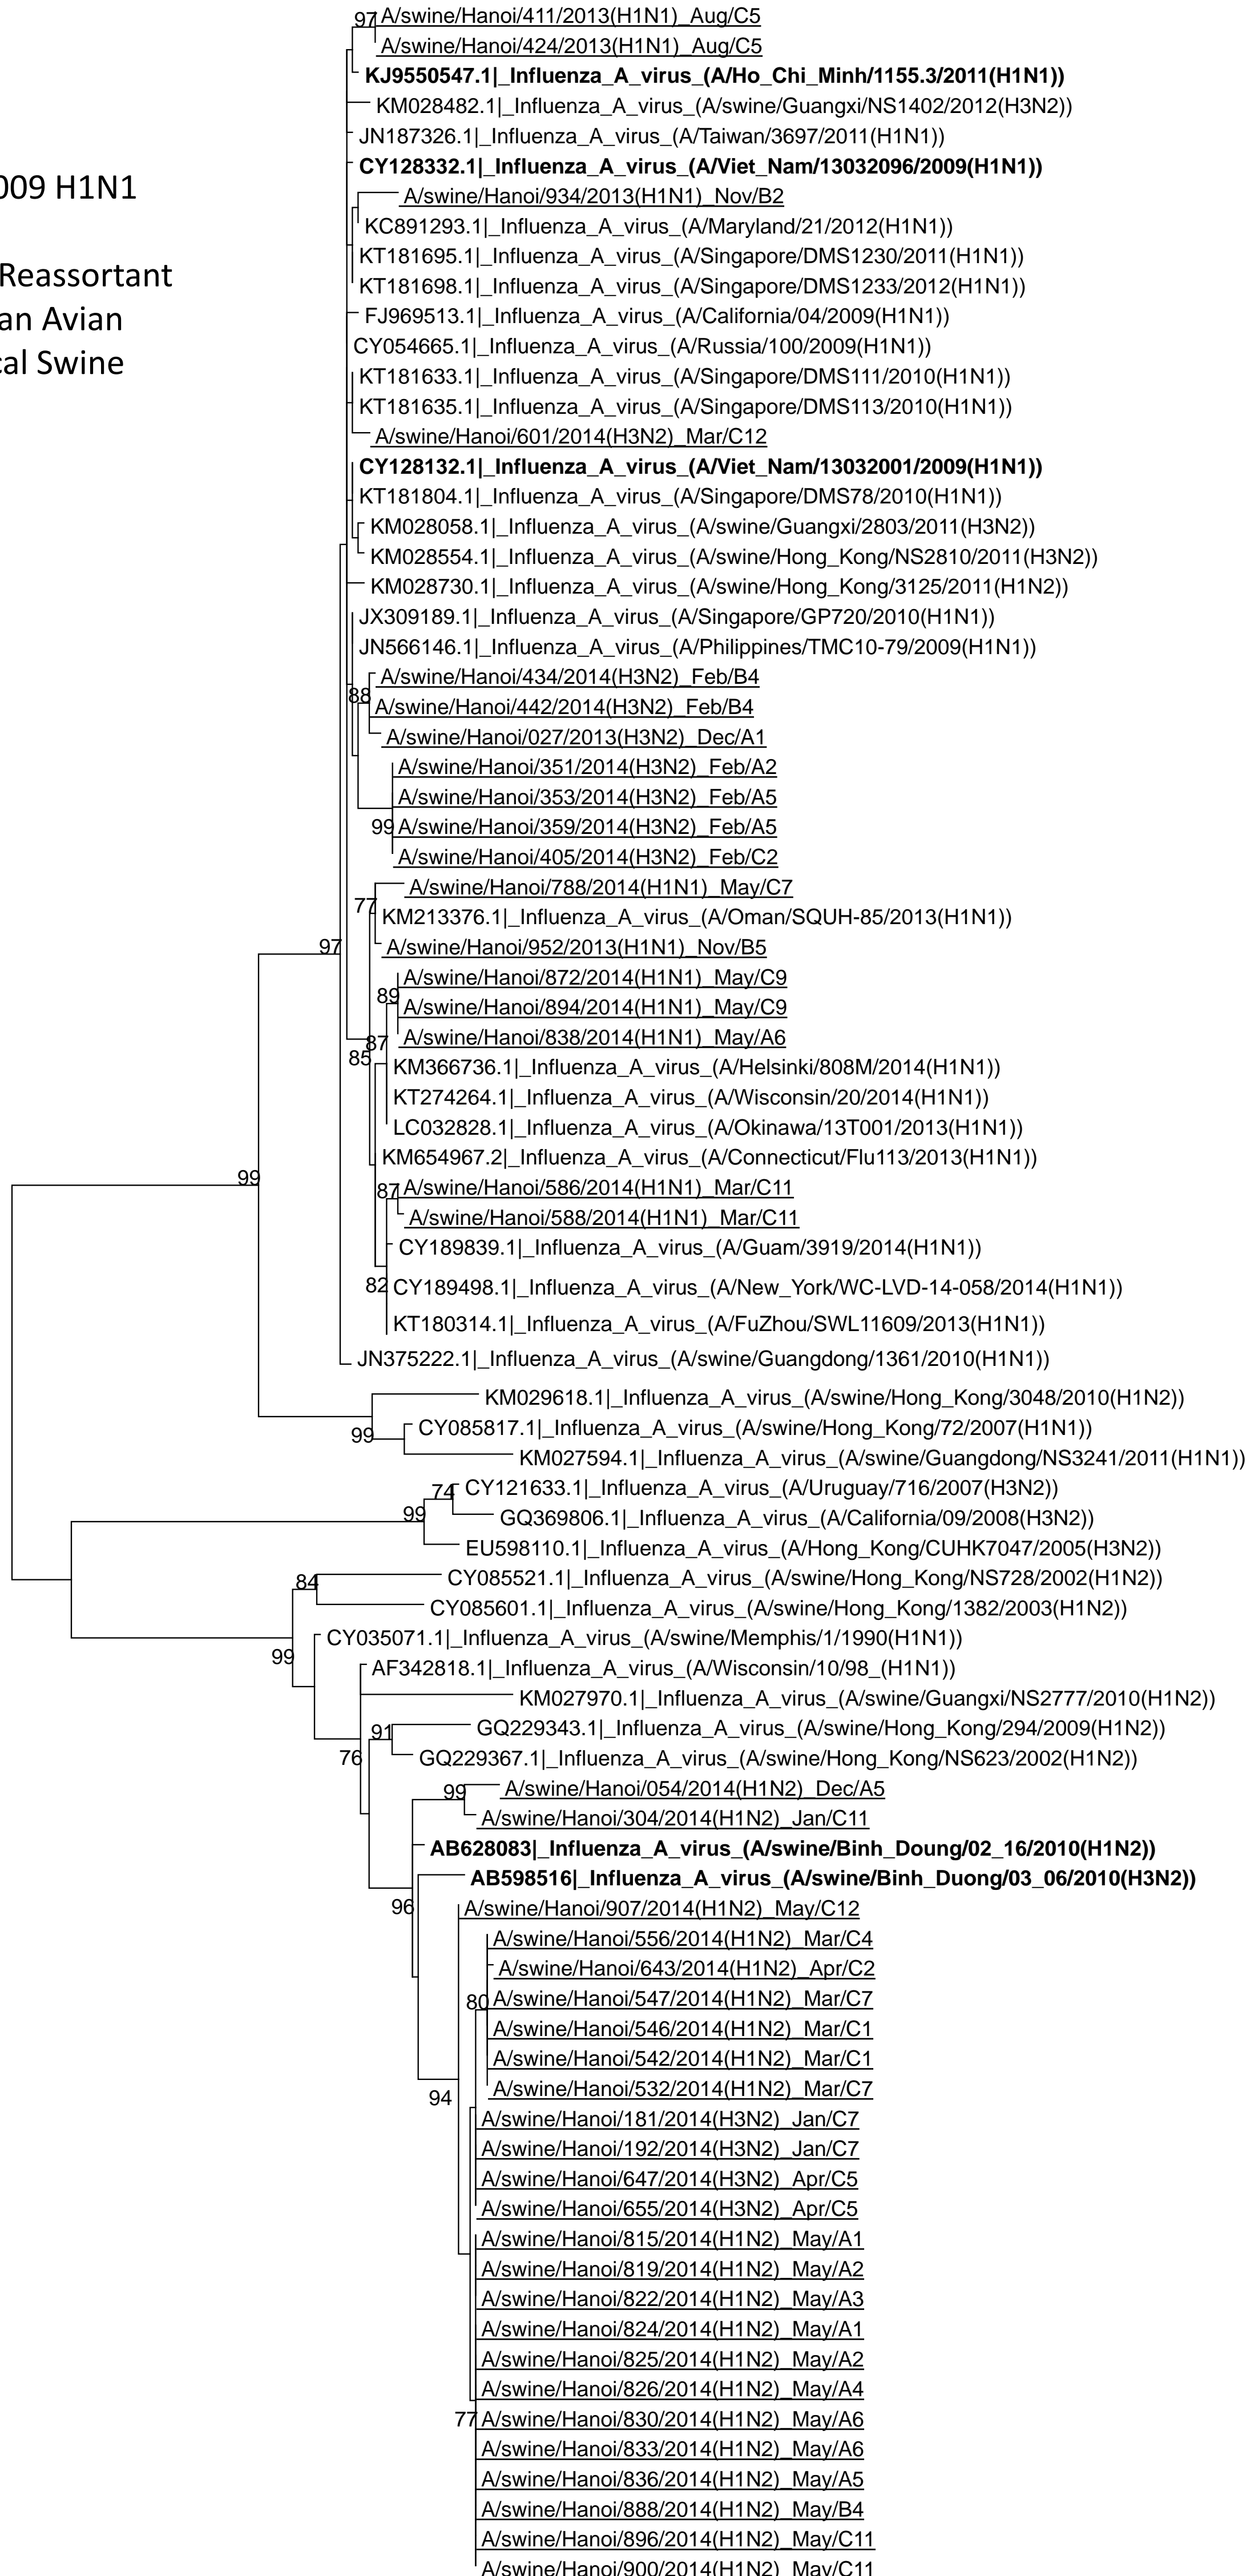 97
A/swine/Hanoi/411/2013(H1N1)_Aug/C5
A/swine/Hanoi/424/2013(H1N1)_Aug/C5
KJ9550547.1|_Influenza_A_virus_(A/Ho_Chi_Minh/1155.3/2011(H1N1))
KM028482.1|_Influenza_A_virus_(A/swine/Guangxi/NS1402/2012(H3N2))
JN187326.1|_Influenza_A_virus_(A/Taiwan/3697/2011(H1N1))
CY128332.1|_Influenza_A_virus_(A/Viet_Nam/13032096/2009(H1N1))
009 H1N1
A/swine/Hanoi/934/2013(H1N1)_Nov/B2
KC891293.1|_Influenza_A_virus_(A/Maryland/21/2012(H1N1))
KT181695.1|_Influenza_A_virus_(A/Singapore/DMS1230/2011(H1N1))
Reassortant
KT181698.1|_Influenza_A_virus_(A/Singapore/DMS1233/2012(H1N1))
an Avian
FJ969513.1|_Influenza_A_virus_(A/California/04/2009(H1N1))
CY054665.1|_Influenza_A_virus_(A/Russia/100/2009(H1N1))
cal Swine
KT181633.1|_Influenza_A_virus_(A/Singapore/DMS111/2010(H1N1))
KT181635.1|_Influenza_A_virus_(A/Singapore/DMS113/2010(H1N1))
A/swine/Hanoi/601/2014(H3N2)_Mar/C12
CY128132.1|_Influenza_A_virus_(A/Viet_Nam/13032001/2009(H1N1))
KT181804.1|_Influenza_A_virus_(A/Singapore/DMS78/2010(H1N1))
KM028058.1|_Influenza_A_virus_(A/swine/Guangxi/2803/2011(H3N2))
KM028554.1|_Influenza_A_virus_(A/swine/Hong_Kong/NS2810/2011(H3N2))
KM028730.1|_Influenza_A_virus_(A/swine/Hong_Kong/3125/2011(H1N2))
JX309189.1|_Influenza_A_virus_(A/Singapore/GP720/2010(H1N1))
JN566146.1|_Influenza_A_virus_(A/Philippines/TMC10-79/2009(H1N1))
A/swine/Hanoi/434/2014(H3N2)_Feb/B4
88
A/swine/Hanoi/442/2014(H3N2)_Feb/B4
A/swine/Hanoi/027/2013(H3N2)_Dec/A1
A/swine/Hanoi/351/2014(H3N2)_Feb/A2
A/swine/Hanoi/353/2014(H3N2)_Feb/A5
99
A/swine/Hanoi/359/2014(H3N2)_Feb/A5
A/swine/Hanoi/405/2014(H3N2)_Feb/C2
A/swine/Hanoi/788/2014(H1N1)_May/C7
77
KM213376.1|_Influenza_A_virus_(A/Oman/SQUH-85/2013(H1N1))
97
A/swine/Hanoi/952/2013(H1N1)_Nov/B5
A/swine/Hanoi/872/2014(H1N1)_May/C9
89
A/swine/Hanoi/894/2014(H1N1)_May/C9
A/swine/Hanoi/838/2014(H1N1)_May/A6
87
85
KM366736.1|_Influenza_A_virus_(A/Helsinki/808M/2014(H1N1))
KT274264.1|_Influenza_A_virus_(A/Wisconsin/20/2014(H1N1))
LC032828.1|_Influenza_A_virus_(A/Okinawa/13T001/2013(H1N1))
KM654967.2|_Influenza_A_virus_(A/Connecticut/Flu113/2013(H1N1))
99
87
A/swine/Hanoi/586/2014(H1N1)_Mar/C11
A/swine/Hanoi/588/2014(H1N1)_Mar/C11
CY189839.1|_Influenza_A_virus_(A/Guam/3919/2014(H1N1))
82
CY189498.1|_Influenza_A_virus_(A/New_York/WC-LVD-14-058/2014(H1N1))
KT180314.1|_Influenza_A_virus_(A/FuZhou/SWL11609/2013(H1N1))
JN375222.1|_Influenza_A_virus_(A/swine/Guangdong/1361/2010(H1N1))
KM029618.1|_Influenza_A_virus_(A/swine/Hong_Kong/3048/2010(H1N2))
CY085817.1|_Influenza_A_virus_(A/swine/Hong_Kong/72/2007(H1N1))
99
KM027594.1|_Influenza_A_virus_(A/swine/Guangdong/NS3241/2011(H1N1))
74
CY121633.1|_Influenza_A_virus_(A/Uruguay/716/2007(H3N2))
99
GQ369806.1|_Influenza_A_virus_(A/California/09/2008(H3N2))
EU598110.1|_Influenza_A_virus_(A/Hong_Kong/CUHK7047/2005(H3N2))
84
CY085521.1|_Influenza_A_virus_(A/swine/Hong_Kong/NS728/2002(H1N2))
CY085601.1|_Influenza_A_virus_(A/swine/Hong_Kong/1382/2003(H1N2))
CY035071.1|_Influenza_A_virus_(A/swine/Memphis/1/1990(H1N1))
99
AF342818.1|_Influenza_A_virus_(A/Wisconsin/10/98_(H1N1))
KM027970.1|_Influenza_A_virus_(A/swine/Guangxi/NS2777/2010(H1N2))
91
GQ229343.1|_Influenza_A_virus_(A/swine/Hong_Kong/294/2009(H1N2))
76
GQ229367.1|_Influenza_A_virus_(A/swine/Hong_Kong/NS623/2002(H1N2))
99
A/swine/Hanoi/054/2014(H1N2)_Dec/A5
A/swine/Hanoi/304/2014(H1N2)_Jan/C11
AB628083|_Influenza_A_virus_(A/swine/Binh_Doung/02_16/2010(H1N2))
AB598516|_Influenza_A_virus_(A/swine/Binh_Duong/03_06/2010(H3N2))
96
A/swine/Hanoi/907/2014(H1N2)_May/C12
A/swine/Hanoi/556/2014(H1N2)_Mar/C4
A/swine/Hanoi/643/2014(H1N2)_Apr/C2
80
A/swine/Hanoi/547/2014(H1N2)_Mar/C7
A/swine/Hanoi/546/2014(H1N2)_Mar/C1
A/swine/Hanoi/542/2014(H1N2)_Mar/C1
A/swine/Hanoi/532/2014(H1N2)_Mar/C7
94
A/swine/Hanoi/181/2014(H3N2)_Jan/C7
A/swine/Hanoi/192/2014(H3N2)_Jan/C7
A/swine/Hanoi/647/2014(H3N2)_Apr/C5
A/swine/Hanoi/655/2014(H3N2)_Apr/C5
A/swine/Hanoi/815/2014(H1N2)_May/A1
A/swine/Hanoi/819/2014(H1N2)_May/A2
A/swine/Hanoi/822/2014(H1N2)_May/A3
A/swine/Hanoi/824/2014(H1N2)_May/A1
A/swine/Hanoi/825/2014(H1N2)_May/A2
A/swine/Hanoi/826/2014(H1N2)_May/A4
77
A/swine/Hanoi/830/2014(H1N2)_May/A6
A/swine/Hanoi/833/2014(H1N2)_May/A6
A/swine/Hanoi/836/2014(H1N2)_May/A5
A/swine/Hanoi/888/2014(H1N2)_May/B4
A/swine/Hanoi/896/2014(H1N2)_May/C11
A/swine/Hanoi/900/2014(H1N2)_May/C11